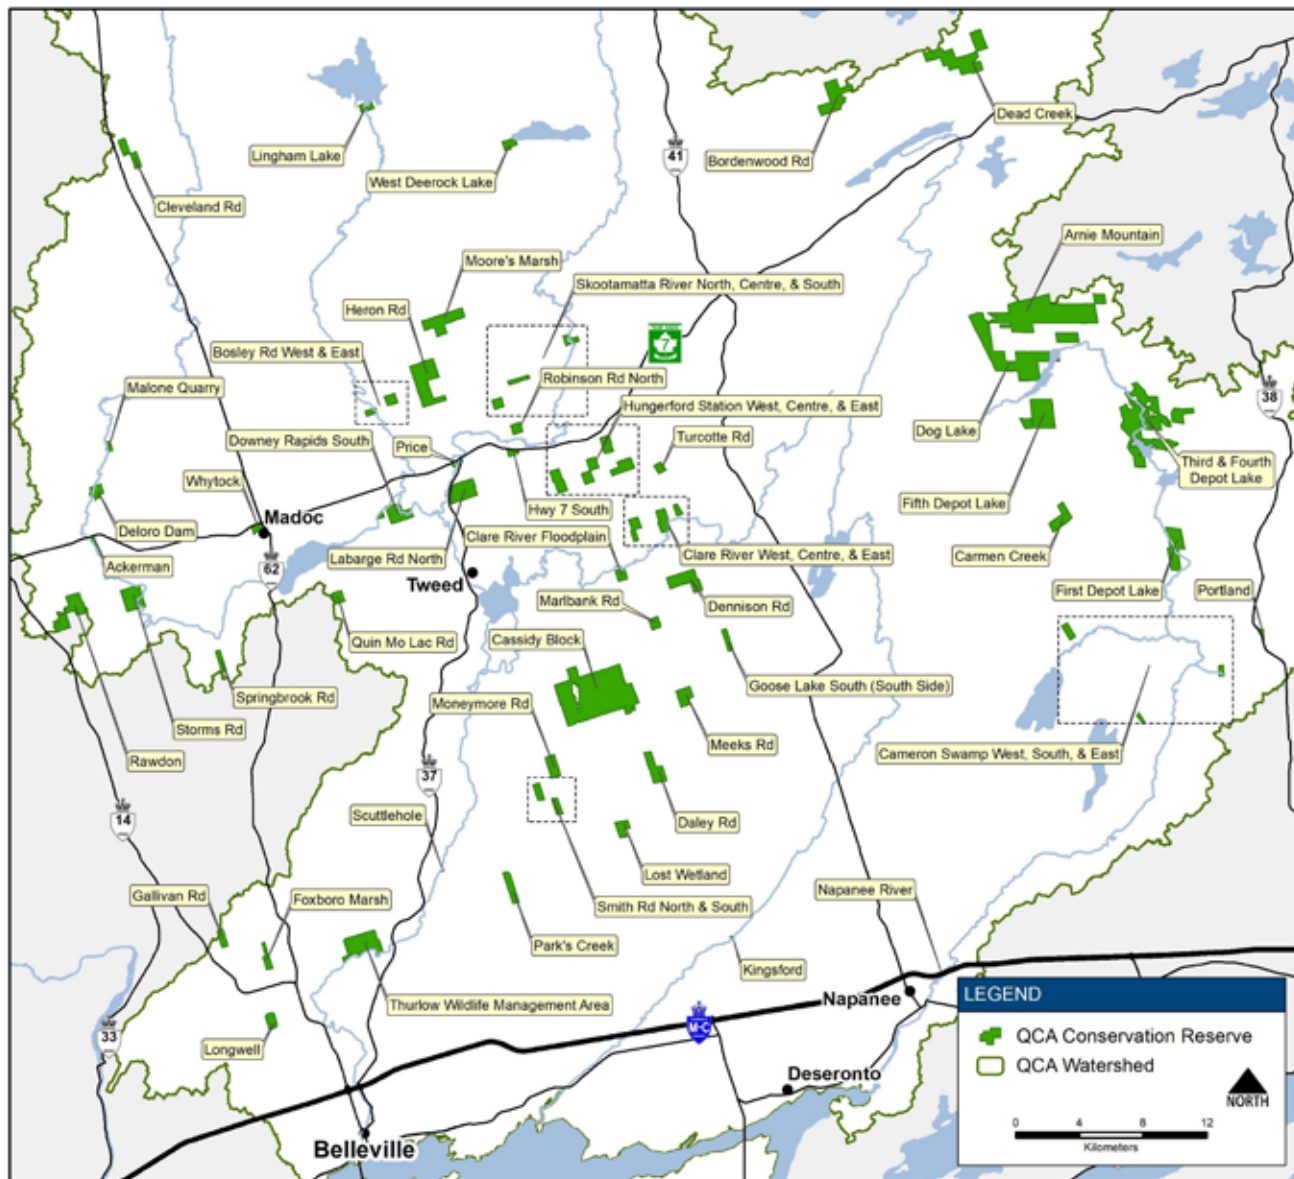 Dead Creek
Lingham Lake
41
Bordenwood Rd
West Deerock Lake
Cleveland Rd
Arnie Mountain
Moore's Marsh
Skootamatta River North, Centre, & South
Heron Rd
7
Bosley Rd West & East
Robinson Rd North
Malone Quarry
Hungerford Station West, Centre, & East
38
Downey Rapids South
Price
Turcotte Rd
Dog Lake
Third & Fourth
Depot Lake
Whytock
Fifth Depot Lake
Hwy 7 South
Madoc
Deloro Dam
Clare River Floodplain
Labarge Rd North
Clare River West, Centre, & East
Carmen Creek
Ackerman
62
Tweed
First Depot Lake
Portland
Marlbank Rd
Dennison Rd
Quin Mo Lac Rd
Cassidy Block
Goose Lake South (South Side)
Springbrook Rd
Moneymore Rd
Storms Rd
Meeks Rd
Cameron Swamp West, South, & East
Rawdon
37
Scuttlehole
14
Daley Rd
Lost Wetland
Gallivan Rd
Foxboro Marsh
Napanee River
Smith Rd North & South
Park's Creek
Kingsford
Thurlow Wildlife Management Area
Napanee
M-C
33
Longwell
Deseronto
Belleville
LEGEND
QCA Conservation Reserve
QCA Watershed
NORTH
0 4 8 12
Kilometers